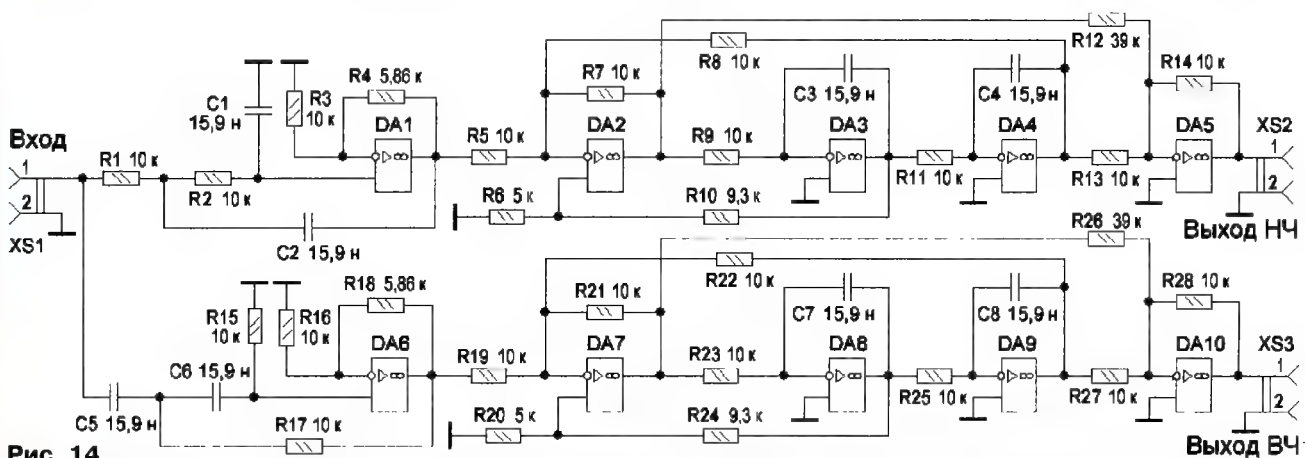 R12 39 к
R8 10 к
R4 5,86 к
R7 10 к
R14 10 к
C1
15,9 н
R3
10 к
C3 15,9 н
C4 15,9 н
DA1
DA2
DA3
DA4
DA5
XS2
Вход
1
2
XS1
R1 10 к
R2 10 к
R5 10 к
R9 10 к
R11 10 к
R13 10 к
1
2
R6 5 к
R10 9,3 к
C2 15,9 н
Выход НЧ
R26 39 к
R22 10 к
R18 5,86 к
R21 10 к
R28 10 к
R15
10 к
R16
10 к
C7 15,9 н
C8 15,9 н
DA6
DA7
DA8
DA9
DA10
XS3
C6 15,9 н
R19 10 к
R23 10 к
R25 10 к
R27 10 к
1
2
C5 15,9 н
R17 10 к
R20 5 к
R24 9,3 к
Выход ВЧ
Рис. 14